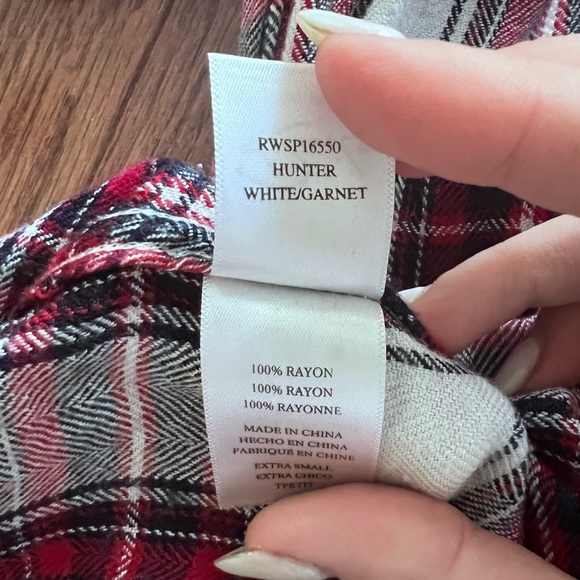 RWSP16550
HUNTER
WHITE/GARNET
100% RAYON
100% RAYON
100% RAYONNE
MADE IN CHINA
HECHO EN CHINA
FABRIQUÉ EN CHINE
EXTRA SMALL
EXTRA CHICO